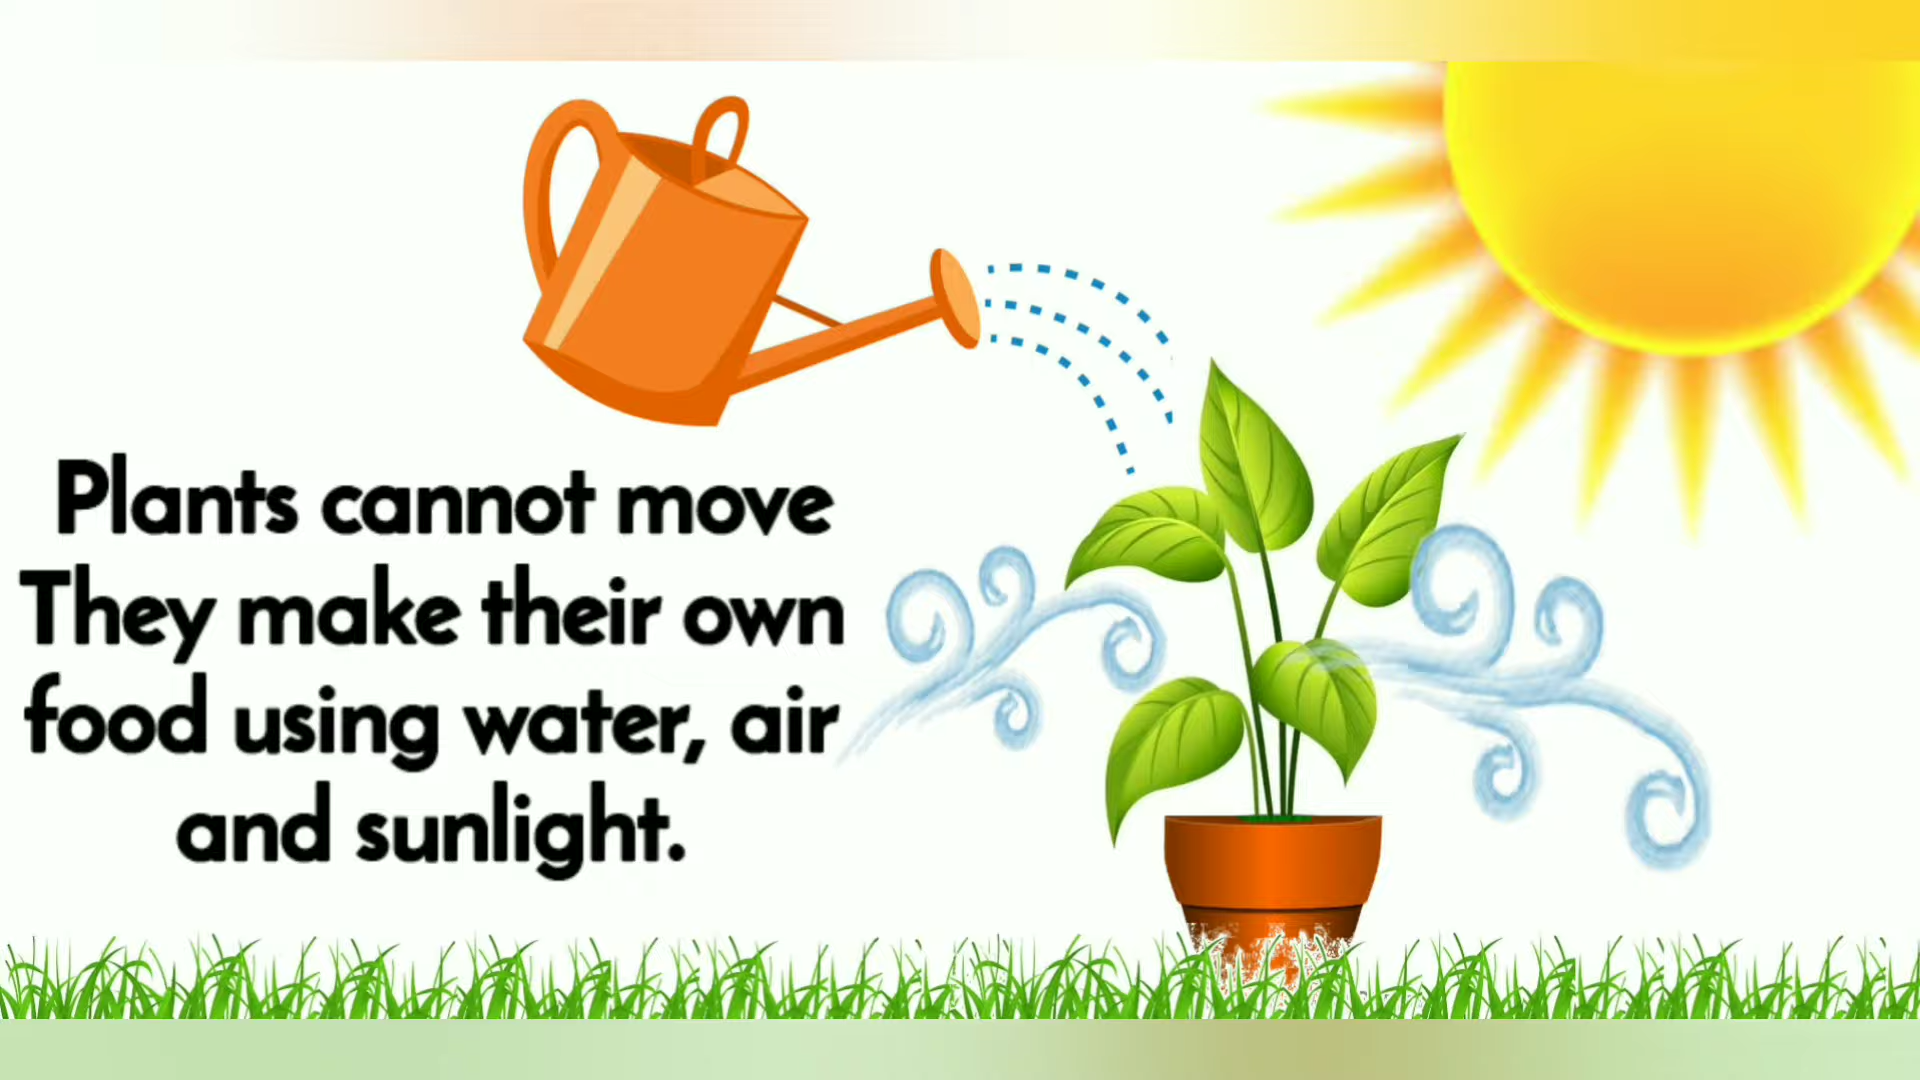 Plants cannot move
They make their own
food using water, air
and sunlight.